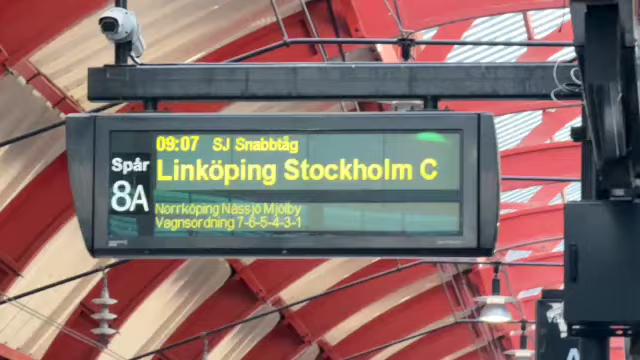 09:07 SJ Snabbtåg
Spår
Linköping Stockholm C
8A
Norrköping Nässjö Mjölby
Vagnsordning 7-6-5-4-3-1
A